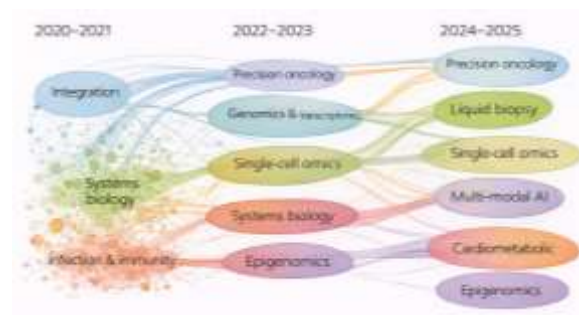 2020–2021
2022–2023
2024–2025
Integration
Systems
biology
Infection & immunity
Precision oncology
Genomics &
Single-cell omics
Systems biology
Epigenomics
Precision oncology
Liquid biopsy
Single-cell omics
Multi-modal AI
Cardiometabolic
Epigenomics